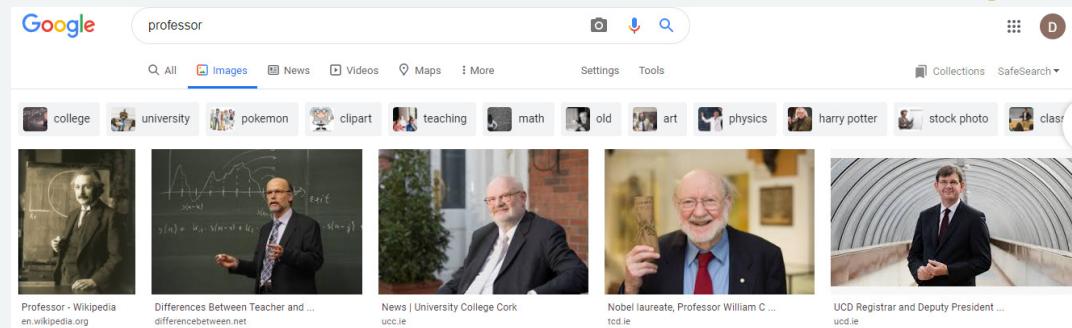 Google
professor
D
All
Images
News
Videos
Maps
More
Settings
Tools
Collections
SafeSearch
college
university
pokemon
clipart
teaching
math
old
art
physics
harry potter
stock photo
clas
e+it
Professor - Wikipedia
en.wikipedia.org
Differences Between Teacher and ...
differencebetween.net
News | University College Cork
ucc.ie
Nobel laureate, Professor William C ...
tcd.ie
UCD Registrar and Deputy President ...
ucd.ie